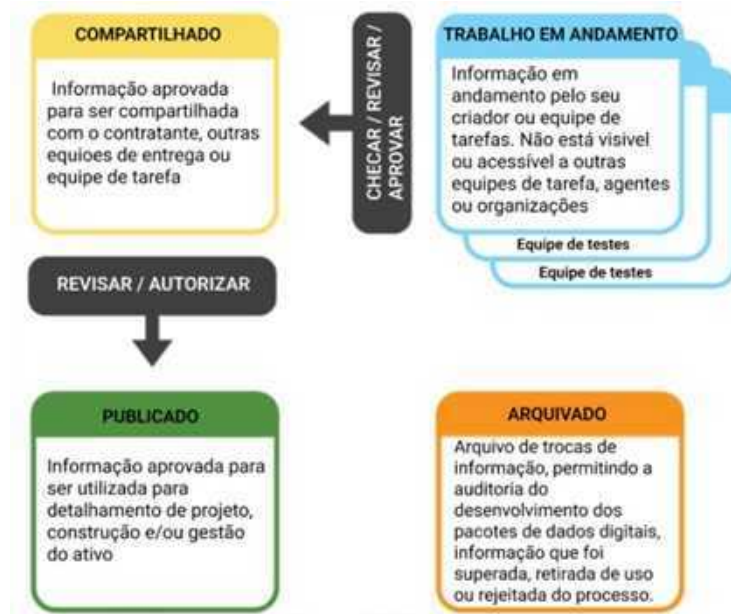 COMPARTILHADO
Informação aprovada
para ser compartilhada
com o contratante, outras
equioes de entrega ou
equipe de tarefa
CHECAR / REVISAR /
APROVAR
TRABALHO EM ANDAMENTO
Informação em
andamento pelo seu
criador ou equipe de
tarefas. Não está visivel
ou acessível a outras
equipes de tarefa, agentes
ou organizações
Equipe de testes
Equipe de testes
REVISAR / AUTORIZAR
PUBLICADO
Informação aprovada para
ser utilizada para
detalhamento de projeto,
construção e/ou gestão
do ativo
ARQUIVADO
Arquivo de trocas de
informação, permitindo a
auditoria do
desenvolvimento dos
pacotes de dados digitais,
informação que foi
superada, retirada de uso
ou rejeitada do processo.